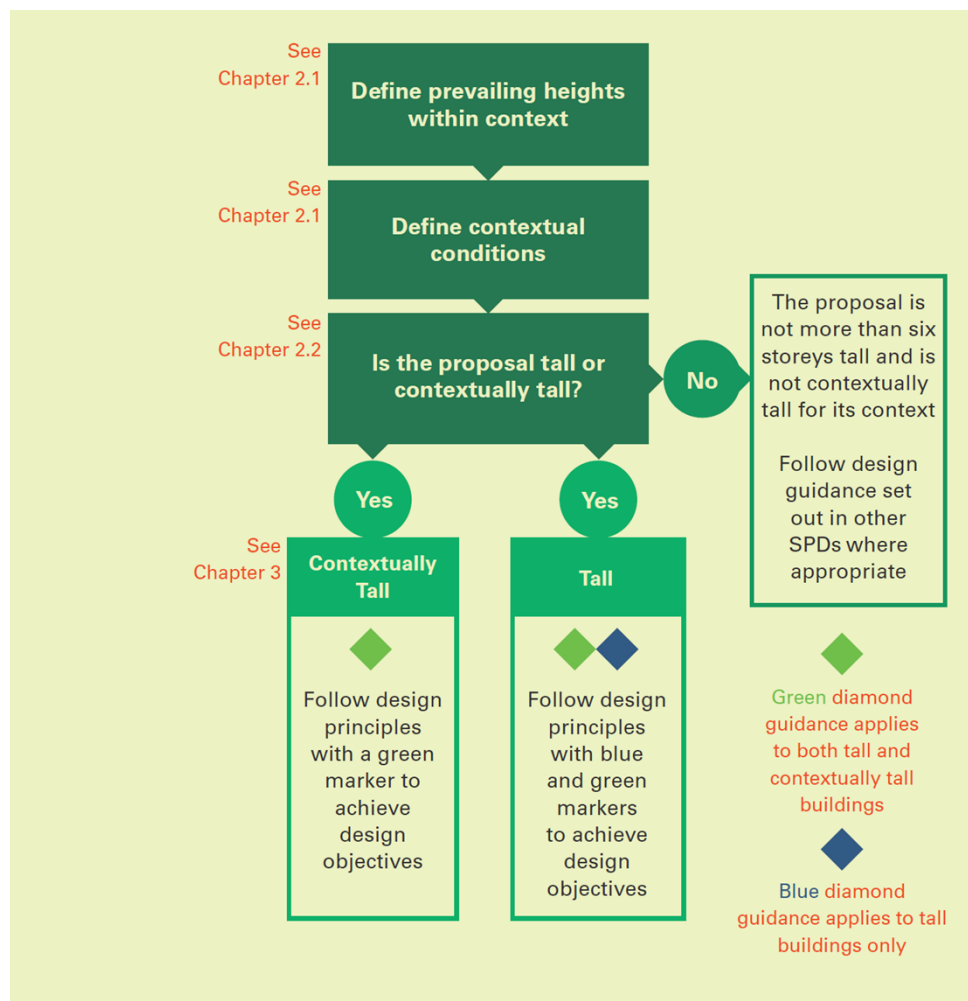 See
Chapter 2.1
Define prevailing heights
within context
See
Chapter 2.1
Define contextual
conditions
See
Chapter 2.2
Is the proposal tall or
contextually tall?
No
The proposal is
not more than six
storeys tall and is
not contextually
tall for its context
Follow design
guidance set
out in other
SPDs where
appropriate
Yes
Yes
See
Chapter 3
Contextually
Tall
Follow design
principles
with a green
marker to
achieve
design
objectives
Tall
Follow design
principles
with blue
and green
markers
to achieve
design
objectives
Green diamond
guidance applies
to both tall and
contextually tall
buildings
Blue diamond
guidance applies to tall
buildings only